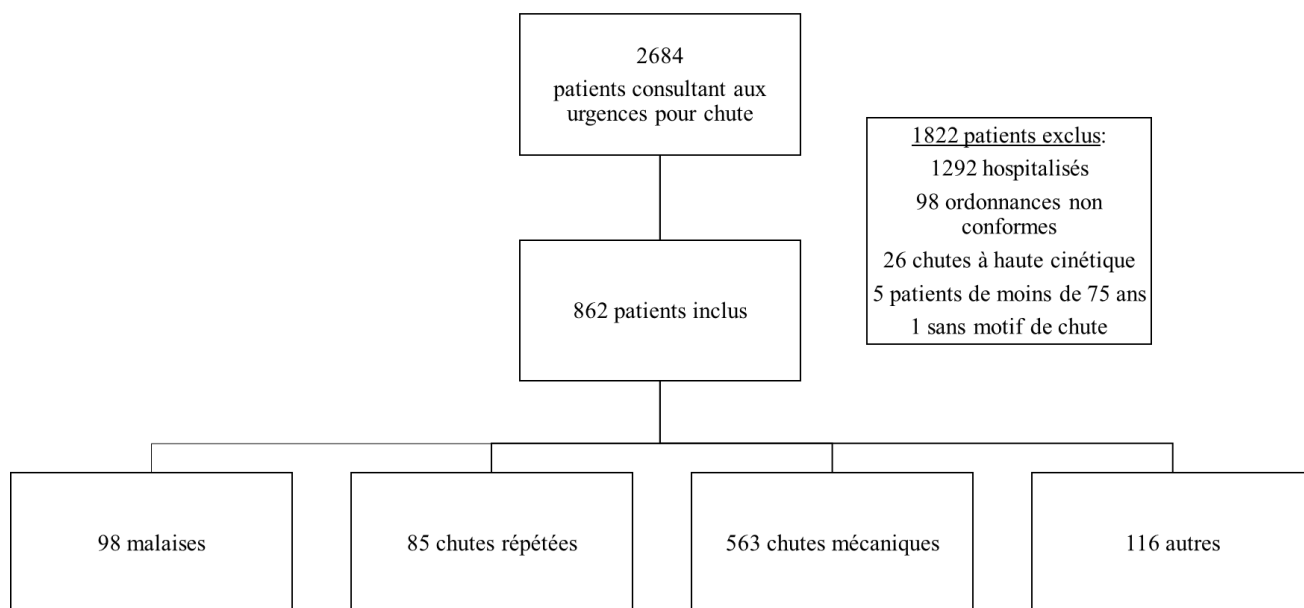 2684
patients consultant aux
urgences pour chute
1822 patients exclus:
1292 hospitalisés
98 ordonnances non
conformes
26 chutes à haute cinétique
5 patients de moins de 75 ans
1 sans motif de chute
862 patients inclus
98 malaises
85 chutes répétées
563 chutes mécaniques
116 autres